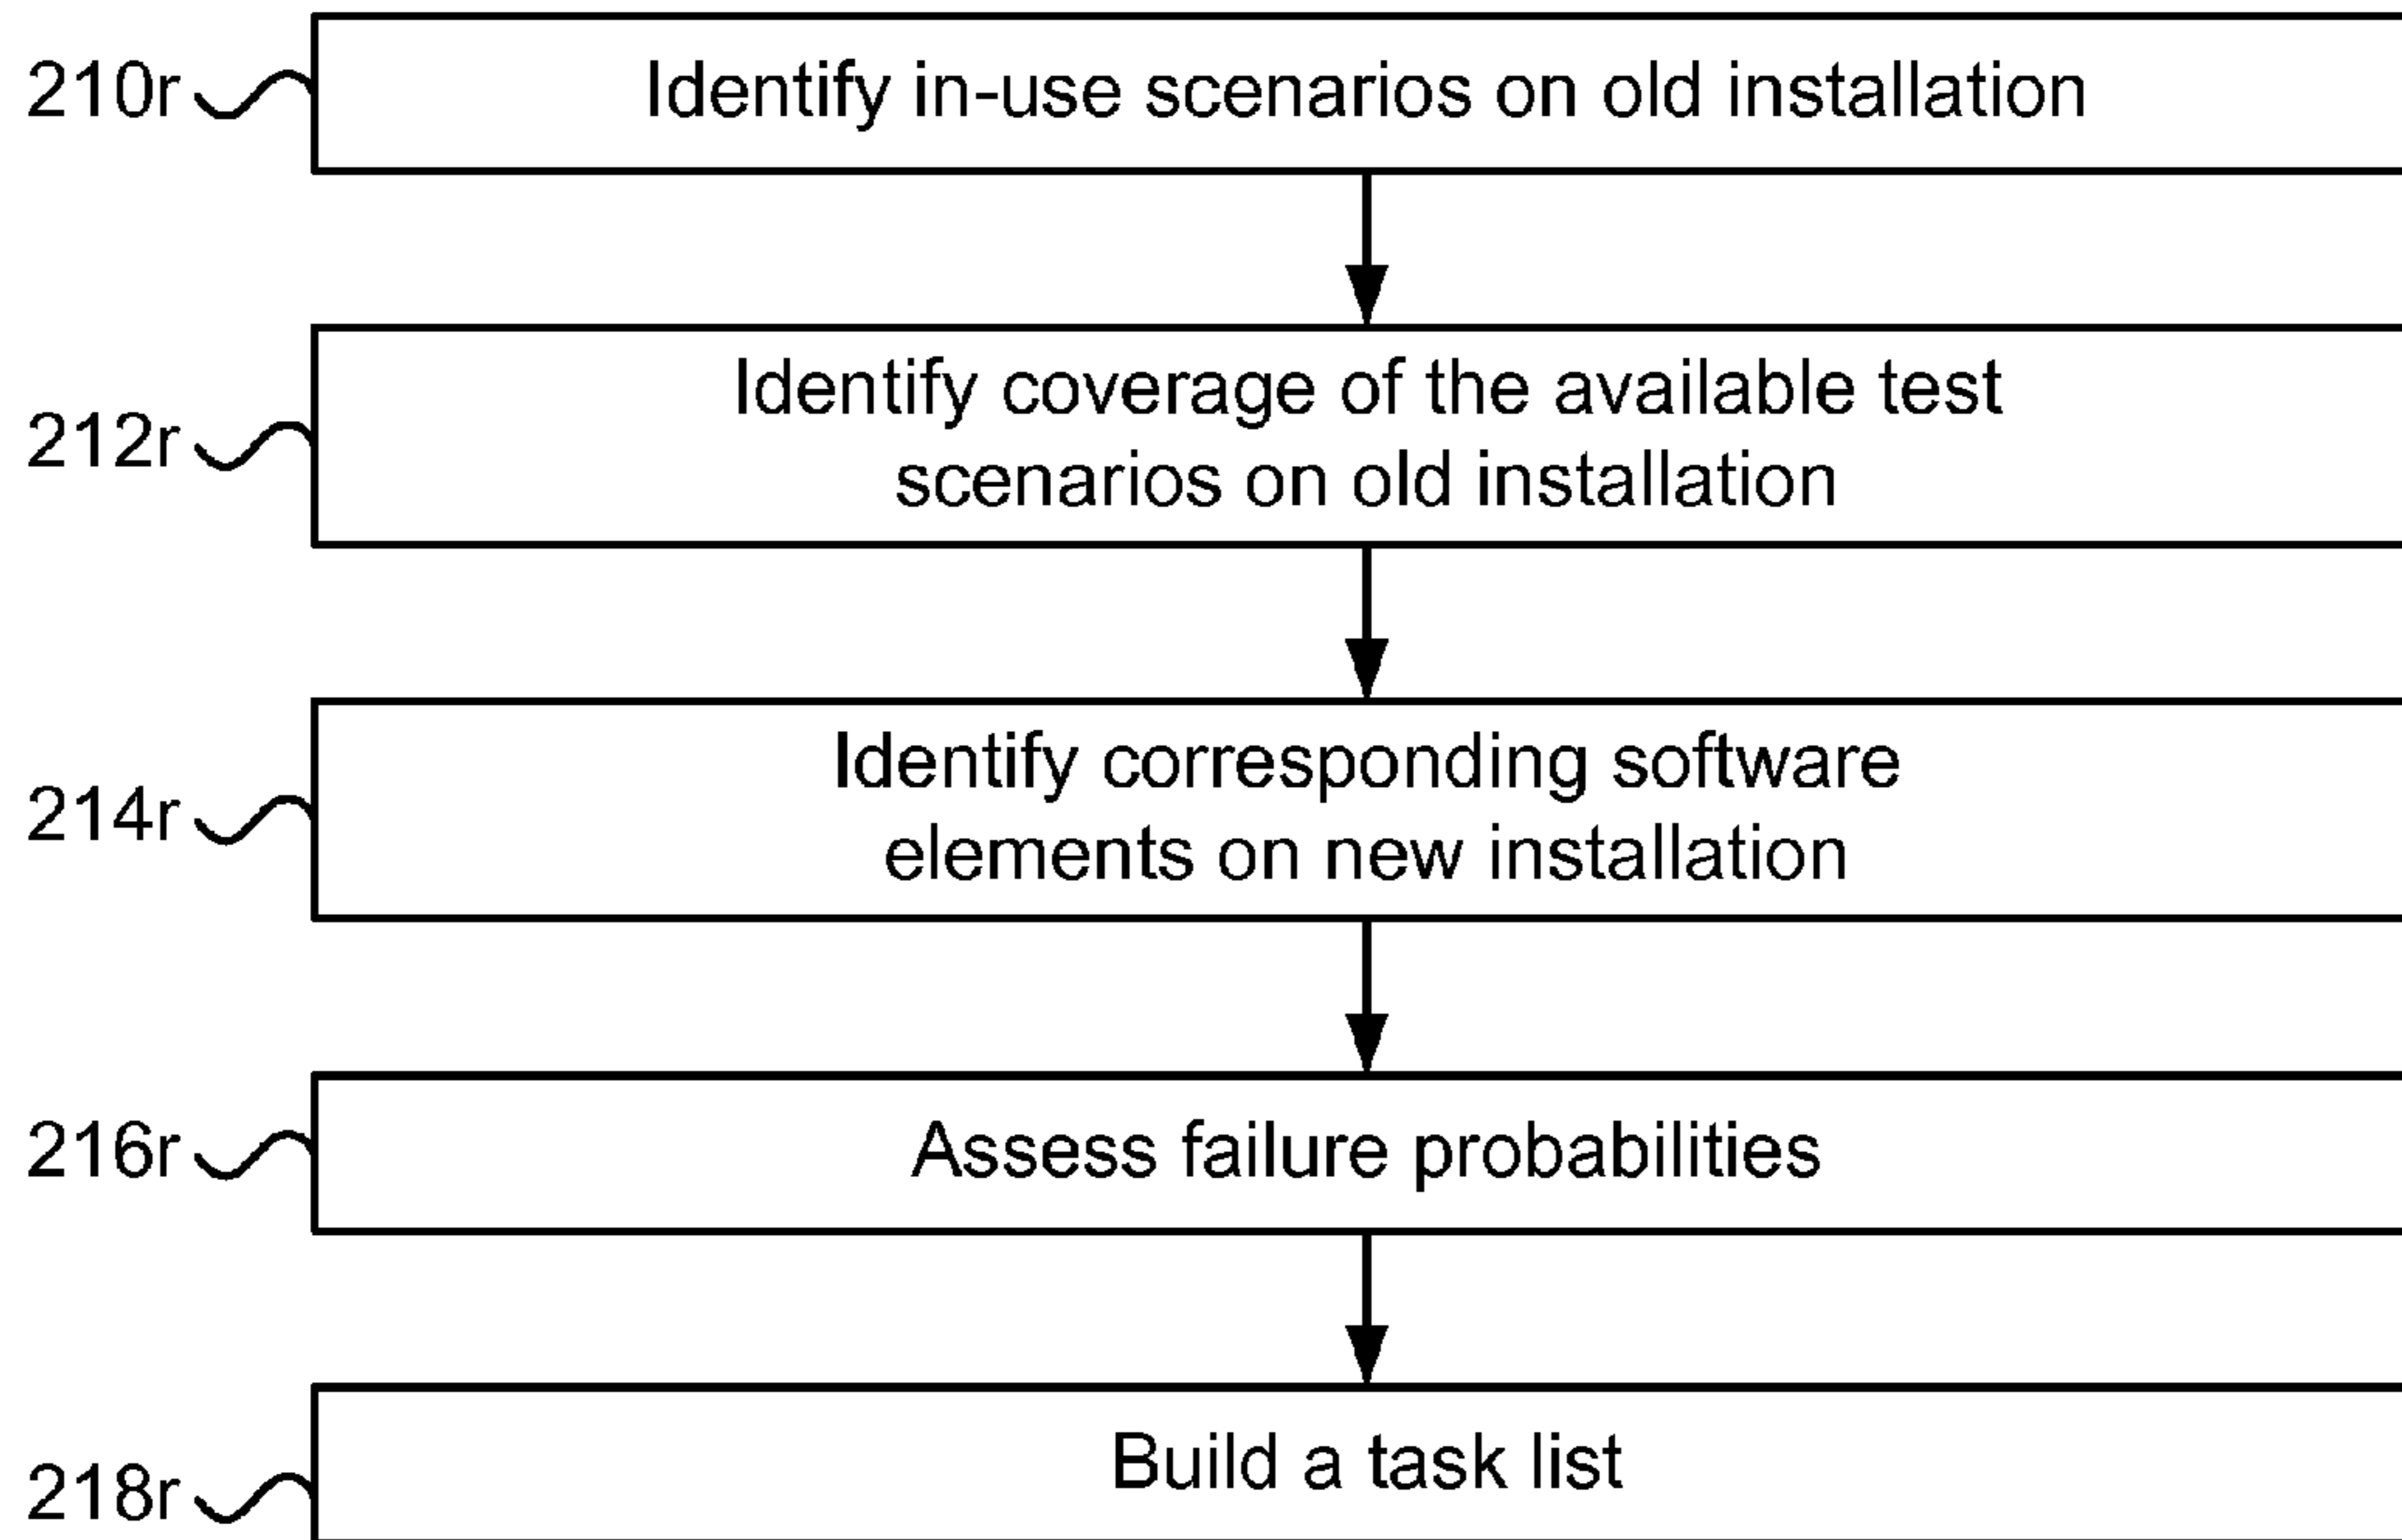 210r
Identify in-use scenarios on old installation
212r
Identify coverage of the available test
scenarios on old installation
214r
Identify corresponding software
elements on new installation
216r
Assess failure probabilities
218r
Build a task list